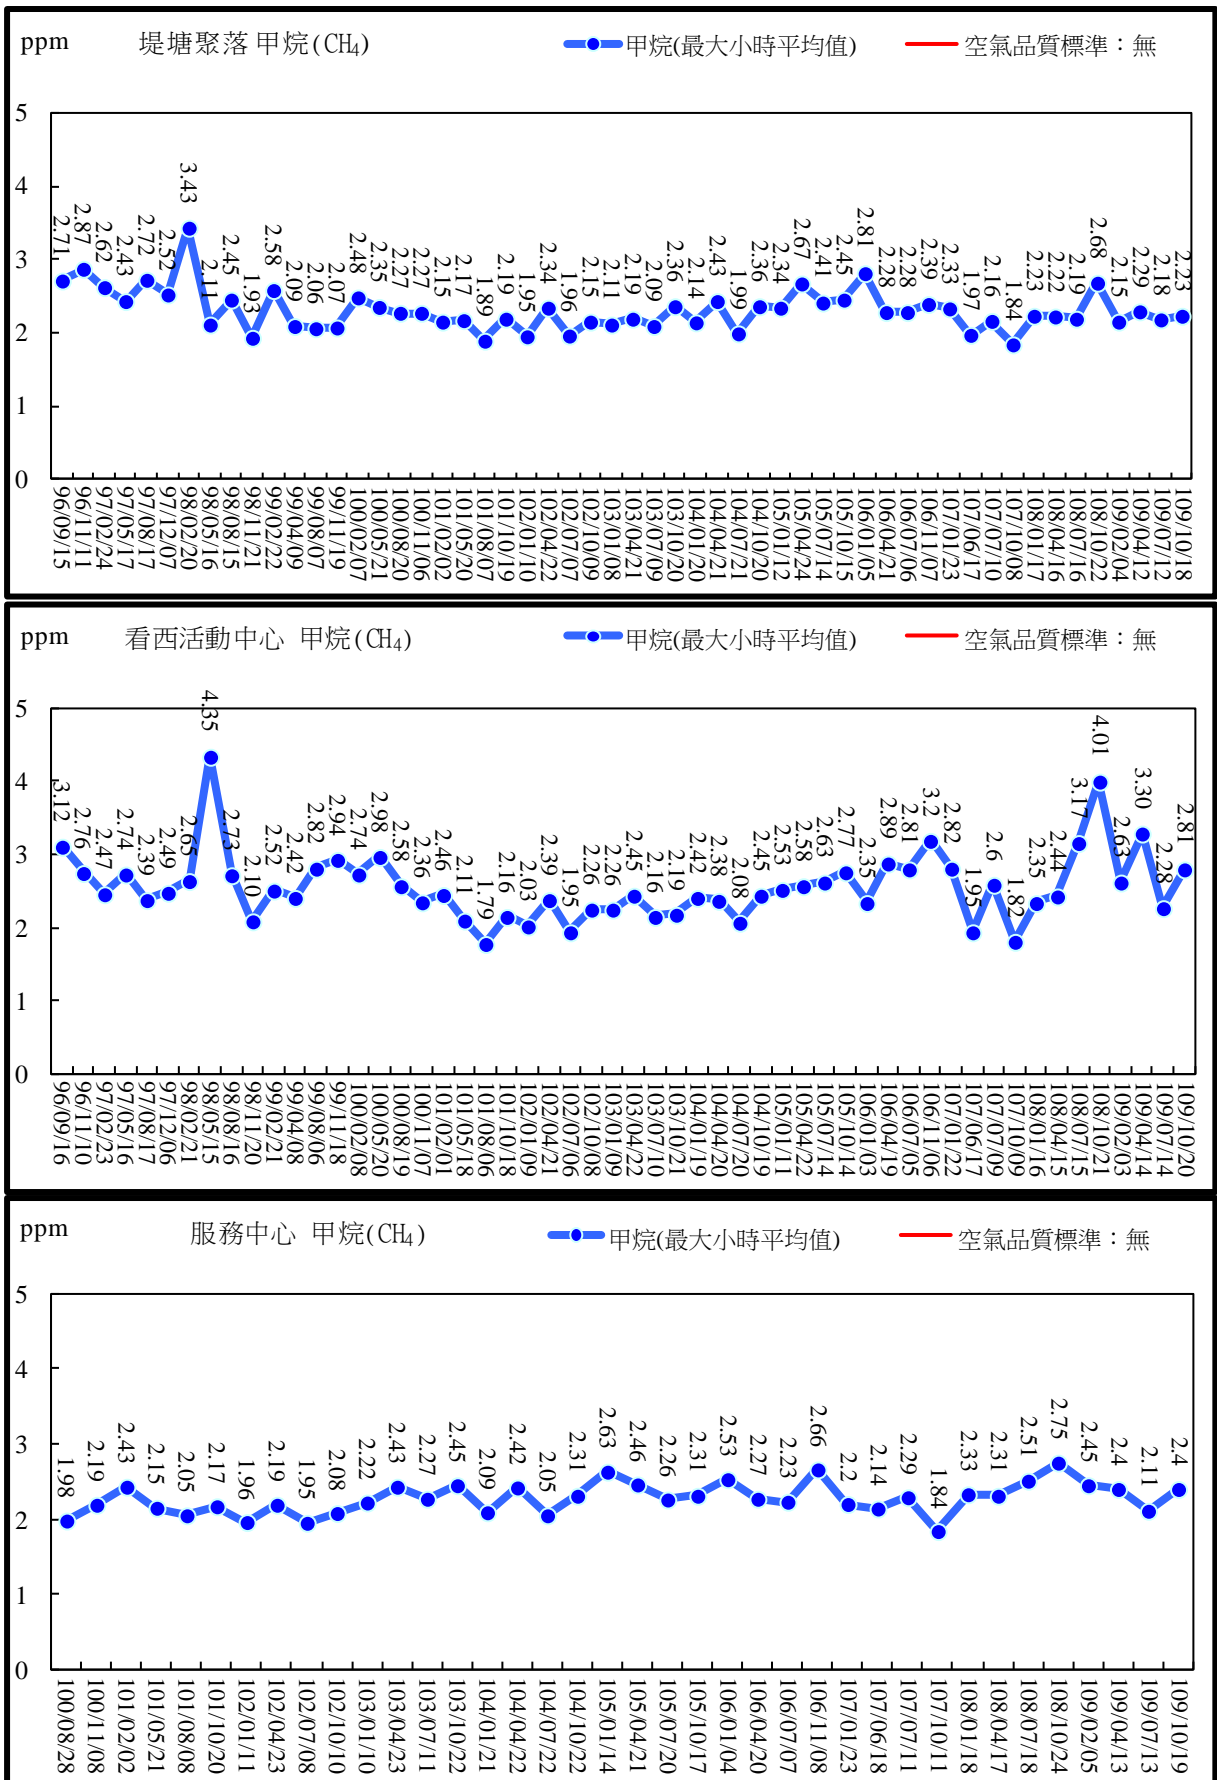 ppm 堤塘聚落 甲烷(CH4) 甲烷(最大小時平均值) 空氣品質標準：無
5
4
3
2
1
0
2.71 2.87 2.62 2.43 2.72 2.52 3.43 2.11 2.45 1.93 2.58 2.09 2.06 2.07 2.48 2.35 2.27 2.27 2.15 2.17 1.89 2.19 1.95 2.34 1.96 2.15 2.11 2.19 2.09 2.36 2.14 2.43 1.99 2.36 2.34 2.67 2.41 2.45 2.81 2.28 2.28 2.39 2.33 1.97 2.16 1.84 2.23 2.22 2.19 2.68 2.15 2.29 2.18 2.23
96/09/15 96/11/11 97/02/24 97/05/17 97/08/17 97/12/07 98/02/20 98/05/16 98/08/15 98/11/21 99/02/22 99/04/09 99/08/07 99/11/19 100/02/07 100/05/21 100/08/20 100/11/06 101/02/02 101/05/20 101/08/07 101/10/19 102/01/10 102/04/22 102/07/07 102/10/09 103/01/08 103/04/21 103/07/09 103/10/20 104/01/20 104/04/21 104/07/21 104/10/20 105/01/12 105/04/24 105/07/14 105/10/15 106/01/05 106/04/21 106/07/06 106/11/07 107/01/23 107/06/17 107/07/10 107/10/08 108/01/17 108/04/16 108/07/16 108/10/22 109/02/04 109/04/12 109/07/12 109/10/18
ppm 看西活動中心 甲烷(CH4) 甲烷(最大小時平均值) 空氣品質標準：無
5
4
3
2
1
0
3.12 2.76 2.47 2.74 2.39 2.49 2.65 4.35 2.73 2.10 2.52 2.42 2.82 2.94 2.74 2.98 2.58 2.36 2.46 2.11 1.79 2.16 2.03 2.39 1.95 2.26 2.26 2.45 2.16 2.19 2.42 2.38 2.08 2.45 2.53 2.58 2.63 2.77 2.35 2.89 2.81 3.2 2.82 1.95 2.6 1.82 2.35 2.44 3.17 4.01 2.63 3.30 2.28 2.81
96/09/16 96/11/10 97/02/23 97/05/16 97/08/17 97/12/06 98/02/21 98/05/15 98/08/16 98/11/20 99/02/21 99/04/08 99/08/06 99/11/18 100/02/08 100/05/20 100/08/19 100/11/07 101/02/01 101/05/18 101/08/06 101/10/18 102/01/09 102/04/21 102/07/06 102/10/08 103/01/09 103/04/22 103/07/10 103/10/21 104/01/19 104/04/20 104/07/20 104/10/19 105/01/11 105/04/22 105/07/14 105/10/14 106/01/03 106/04/19 106/07/05 106/11/06 107/01/22 107/06/17 107/07/09 107/10/09 108/01/16 108/04/15 108/07/15 108/10/21 109/02/03 109/04/14 109/07/14 109/10/20
ppm 服務中心 甲烷(CH4) 甲烷(最大小時平均值) 空氣品質標準：無
5
4
3
2
1
0
1.98 2.19 2.43 2.15 2.05 2.17 1.96 2.19 1.95 2.08 2.22 2.43 2.27 2.45 2.09 2.42 2.05 2.31 2.63 2.46 2.26 2.31 2.53 2.27 2.23 2.66 2.2 2.14 2.29 1.84 2.33 2.31 2.51 2.75 2.45 2.4 2.11 2.4
100/08/28 100/11/08 101/02/02 101/05/21 101/08/08 101/10/20 102/01/11 102/04/23 102/07/08 102/10/10 103/01/10 103/04/23 103/07/11 103/10/22 104/01/21 104/04/22 104/07/22 104/10/22 105/01/14 105/04/21 105/07/20 105/10/17 106/01/04 106/04/20 106/07/07 106/11/08 107/01/23 107/06/18 107/07/11 107/10/11 108/01/18 108/04/17 108/07/18 108/10/24 109/02/05 109/04/13 109/07/13 109/10/19